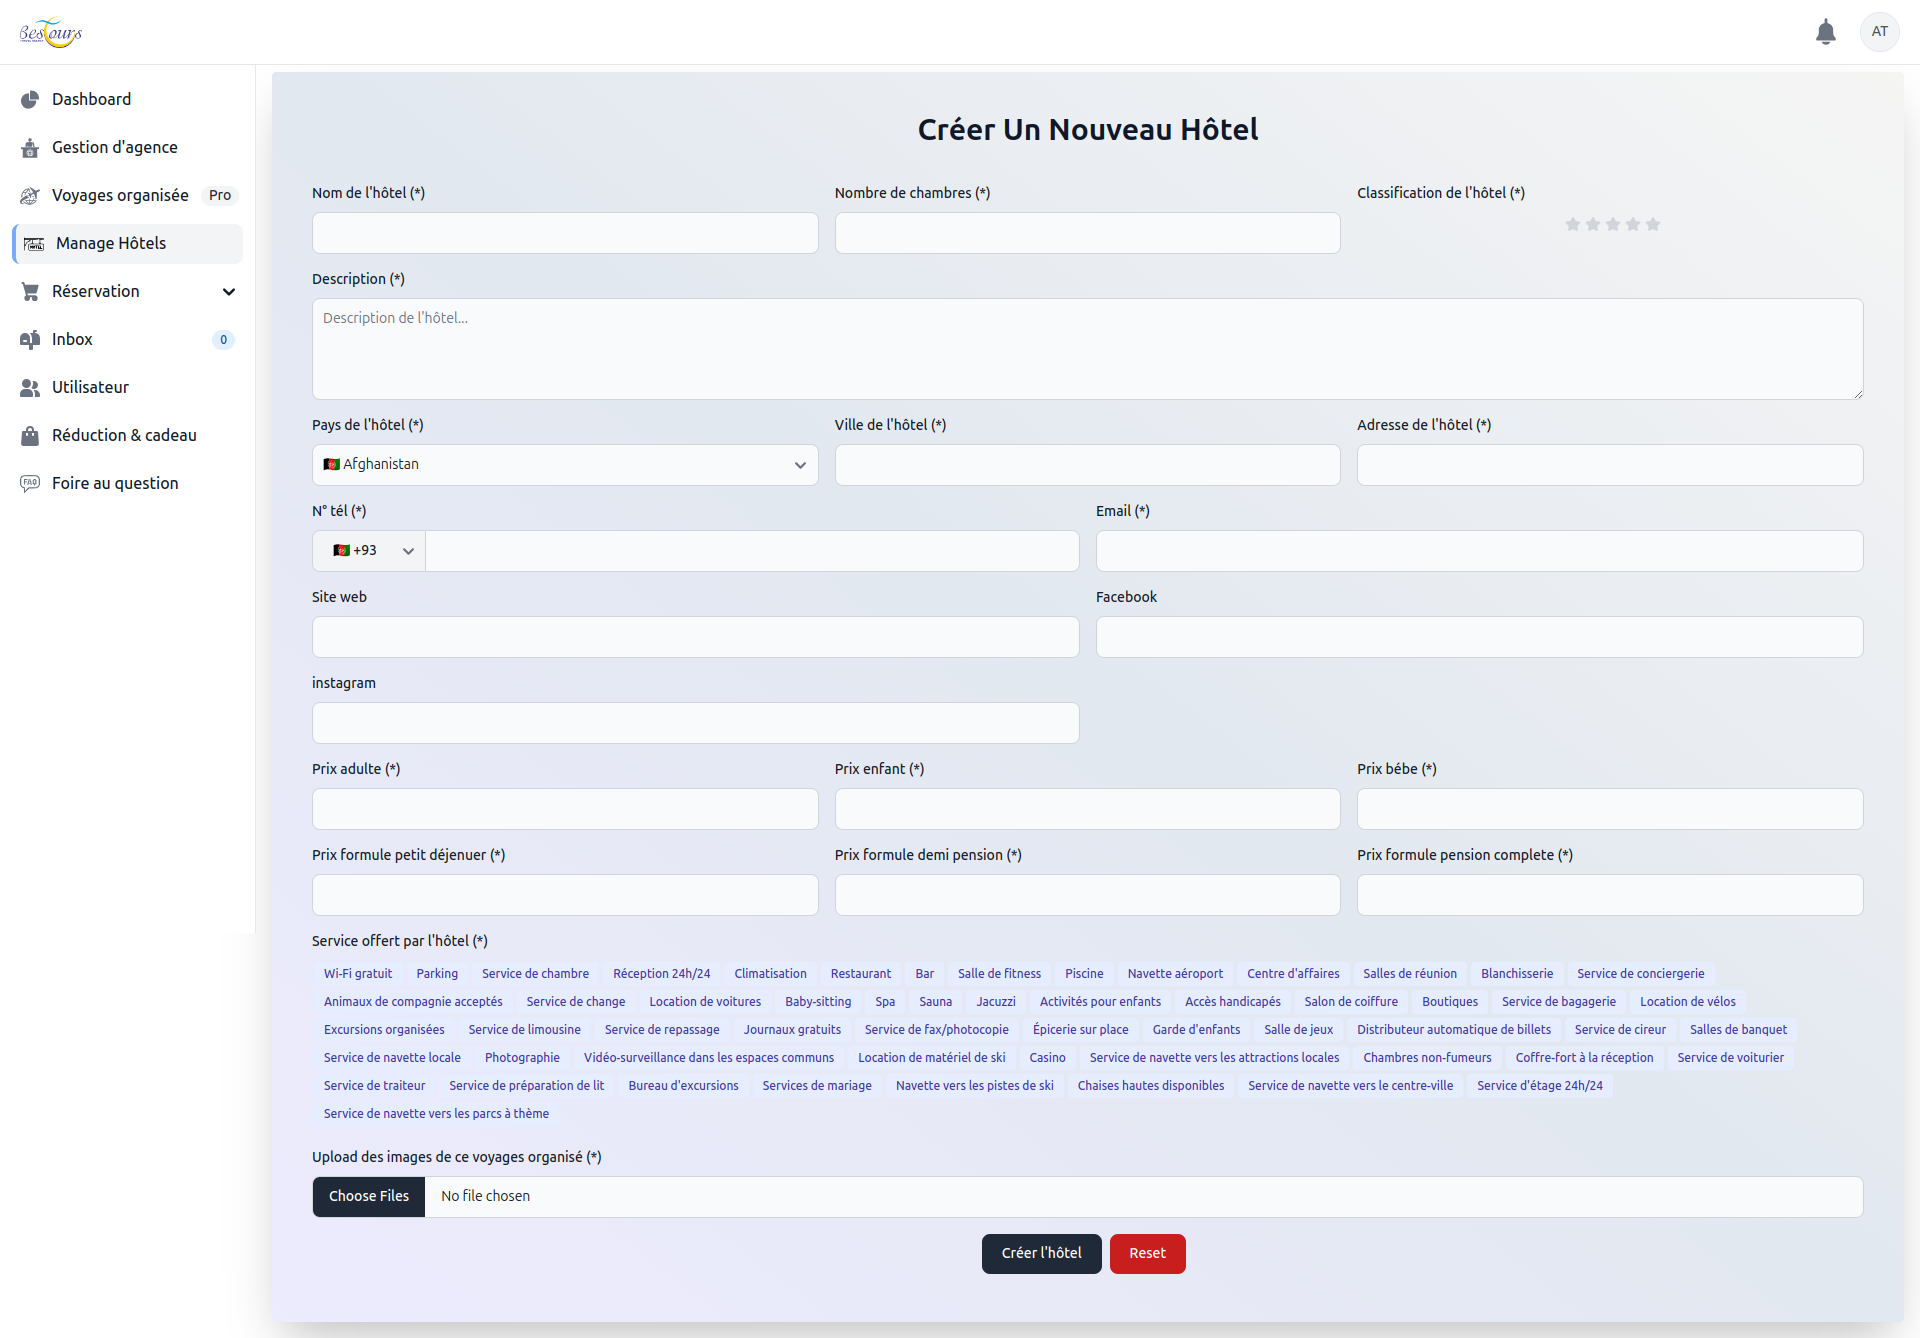 BesTours
AT
Dashboard
Gestion d'agence
Voyages organisée Pro
Manage Hôtels
Réservation
Inbox 0
Utilisateur
Réduction & cadeau
FAQ Foire au question
Créer Un Nouveau Hôtel
Nom de l'hôtel (*) Nombre de chambres (*) Classification de l'hôtel (*)
Description (*)
Description de l'hôtel...
Pays de l'hôtel (*) Ville de l'hôtel (*) Adresse de l'hôtel (*)
Afghanistan
N° tél (*) Email (*)
+93
Site web Facebook
instagram
Prix adulte (*) Prix enfant (*) Prix bébe (*)
Prix formule petit déjenuer (*) Prix formule demi pension (*) Prix formule pension complete (*)
Service offert par l'hôtel (*)
Wi-Fi gratuit Parking Service de chambre Réception 24h/24 Climatisation Restaurant Bar Salle de fitness Piscine Navette aéroport Centre d'affaires Salles de réunion Blanchisserie Service de conciergerie
Animaux de compagnie acceptés Service de change Location de voitures Baby-sitting Spa Sauna Jacuzzi Activités pour enfants Accès handicapés Salon de coiffure Boutiques Service de bagagerie Location de vélos
Excursions organisées Service de limousine Service de repassage Journaux gratuits Service de fax/photocopie Épicerie sur place Garde d'enfants Salle de jeux Distributeur automatique de billets Service de cireur Salles de banquet
Service de navette locale Photographie Vidéo-surveillance dans les espaces communs Location de matériel de ski Casino Service de navette vers les attractions locales Chambres non-fumeurs Coffre-fort à la réception Service de voiturier
Service de traiteur Service de préparation de lit Bureau d'excursions Services de mariage Navette vers les pistes de ski Chaises hautes disponibles Service de navette vers le centre-ville Service d'étage 24h/24
Service de navette vers les parcs à thème
Upload des images de ce voyages organisé (*)
Choose Files No file chosen
Créer l'hôtel Reset